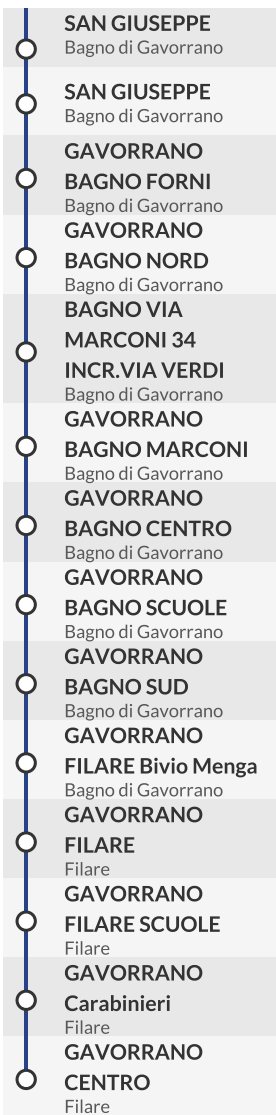 SAN GIUSEPPE
Bagno di Gavorrano
SAN GIUSEPPE
Bagno di Gavorrano
GAVORRANO
BAGNO FORNI
Bagno di Gavorrano
GAVORRANO
BAGNO NORD
Bagno di Gavorrano
BAGNO VIA
MARCONI 34
INCR.VIA VERDI
Bagno di Gavorrano
GAVORRANO
BAGNO MARCONI
Bagno di Gavorrano
GAVORRANO
BAGNO CENTRO
Bagno di Gavorrano
GAVORRANO
BAGNO SCUOLE
Bagno di Gavorrano
GAVORRANO
BAGNO SUD
Bagno di Gavorrano
GAVORRANO
FILARE Bivio Menga
Bagno di Gavorrano
GAVORRANO
FILARE
Filare
GAVORRANO
FILARE SCUOLE
Filare
GAVORRANO
Carabinieri
Filare
GAVORRANO
CENTRO
Filare